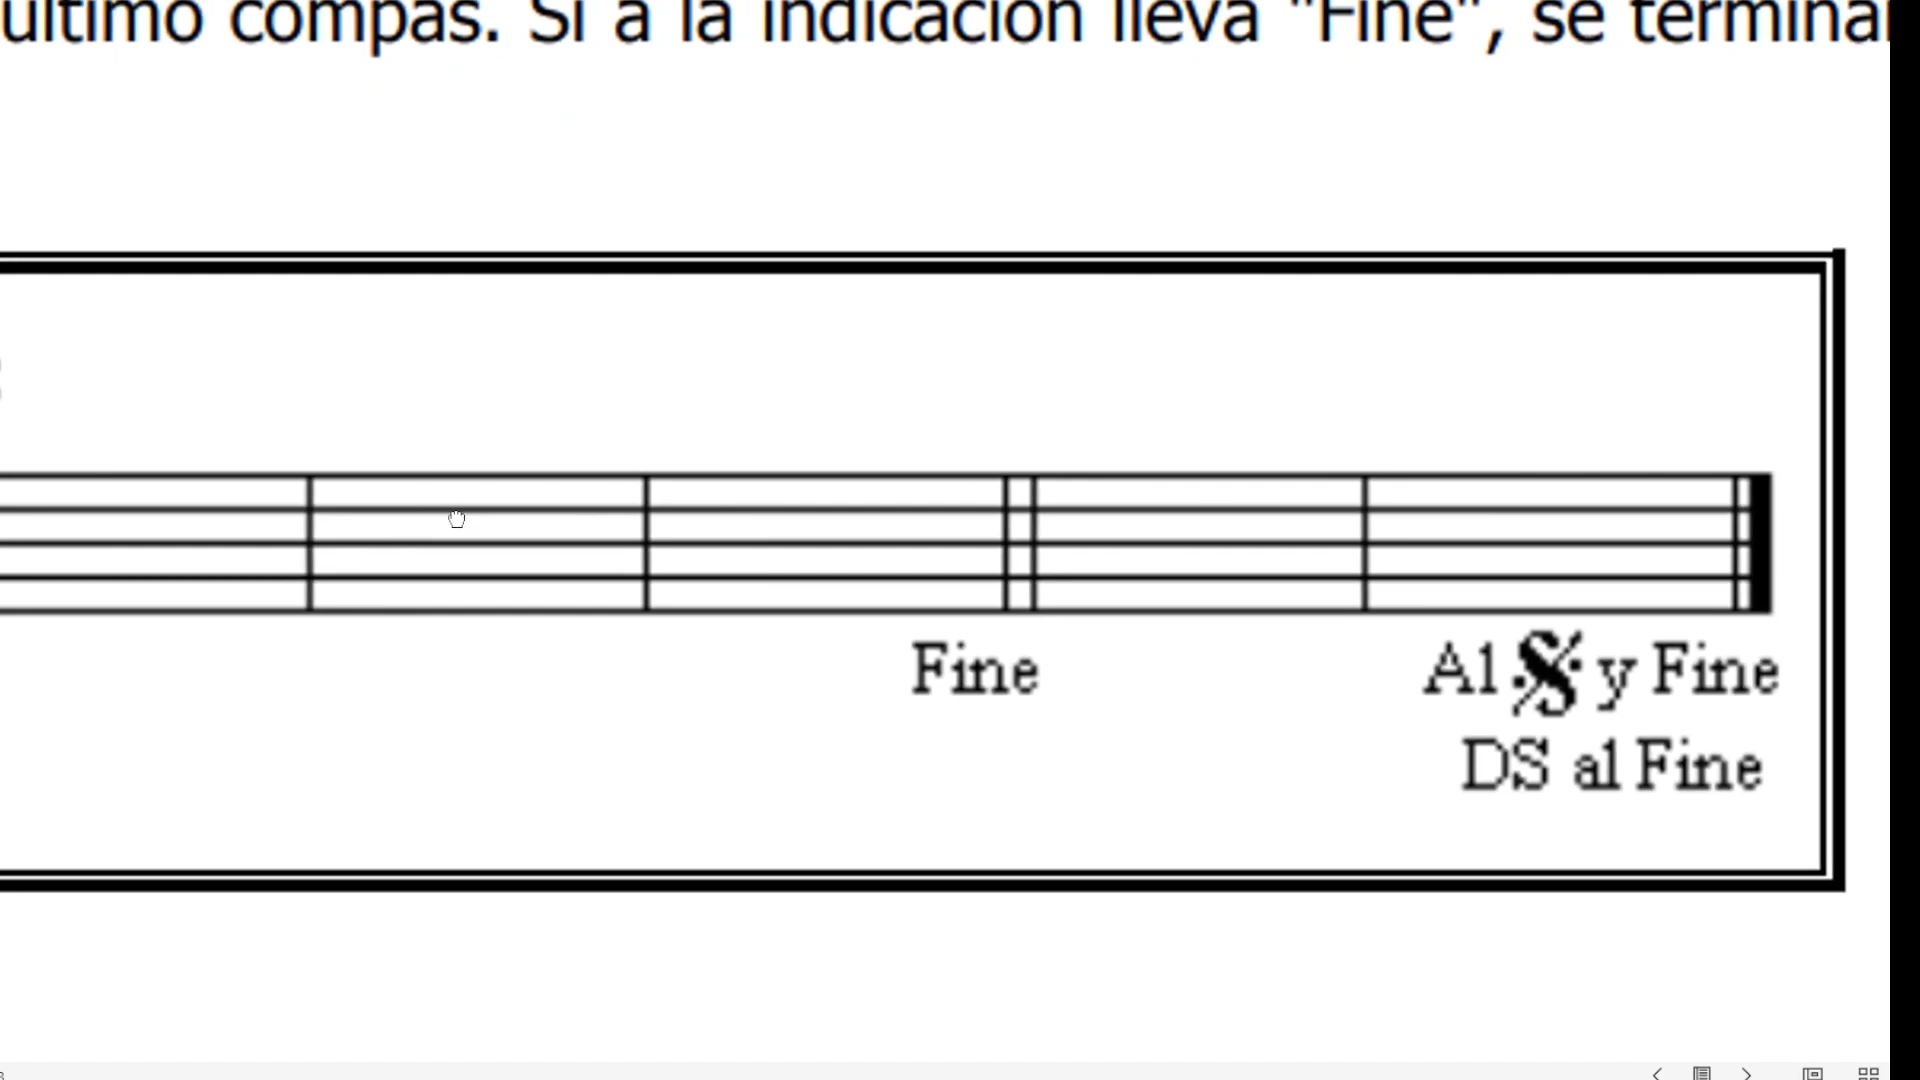 último compás. Si a la indicación lleva "Fine", se termina
Fine
Al 𝄋 y Fine
DS al Fine